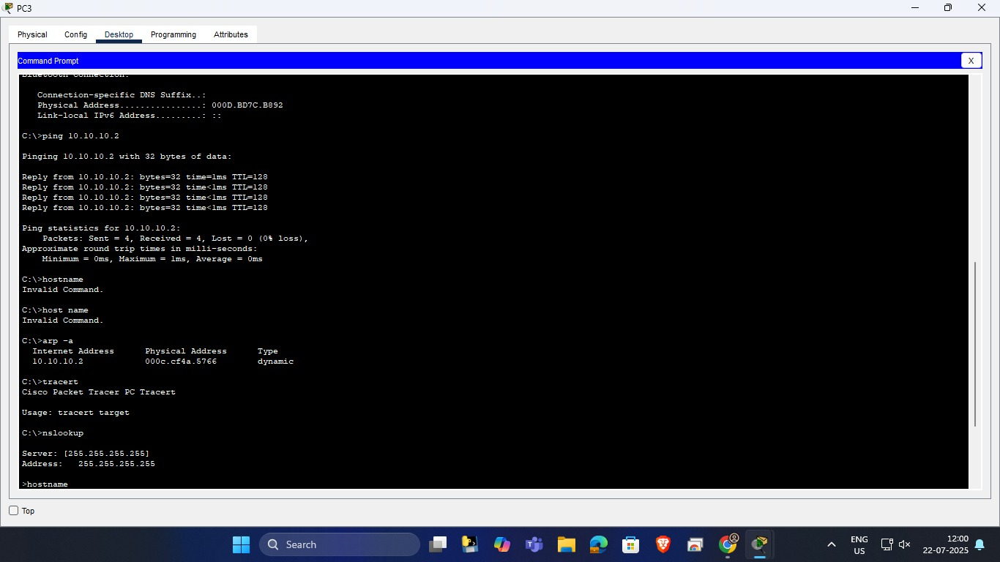 PC3
Physical Config Desktop Programming Attributes
Command Prompt
X
Bluetooth Connection:
Connection-specific DNS Suffix..:
Physical Address................: 000D.BD7C.B892
Link-local IPv6 Address.........: ::
C:\>ping 10.10.10.2
Pinging 10.10.10.2 with 32 bytes of data:
Reply from 10.10.10.2: bytes=32 time=1ms TTL=128
Reply from 10.10.10.2: bytes=32 time<1ms TTL=128
Reply from 10.10.10.2: bytes=32 time<1ms TTL=128
Reply from 10.10.10.2: bytes=32 time<1ms TTL=128
Ping statistics for 10.10.10.2:
Packets: Sent = 4, Received = 4, Lost = 0 (0% loss),
Approximate round trip times in milli-seconds:
Minimum = 0ms, Maximum = 1ms, Average = 0ms
C:\>hostname
Invalid Command.
C:\>host name
Invalid Command.
C:\>arp -a
Internet Address Physical Address Type
10.10.10.2 000c.cf4a.5766 dynamic
C:\>tracert
Cisco Packet Tracer PC Tracert
Usage: tracert target
C:\>nslookup
Server: [255.255.255.255]
Address: 255.255.255.255
>hostname
Top
Search
ENG
US
12:00
22-07-2025